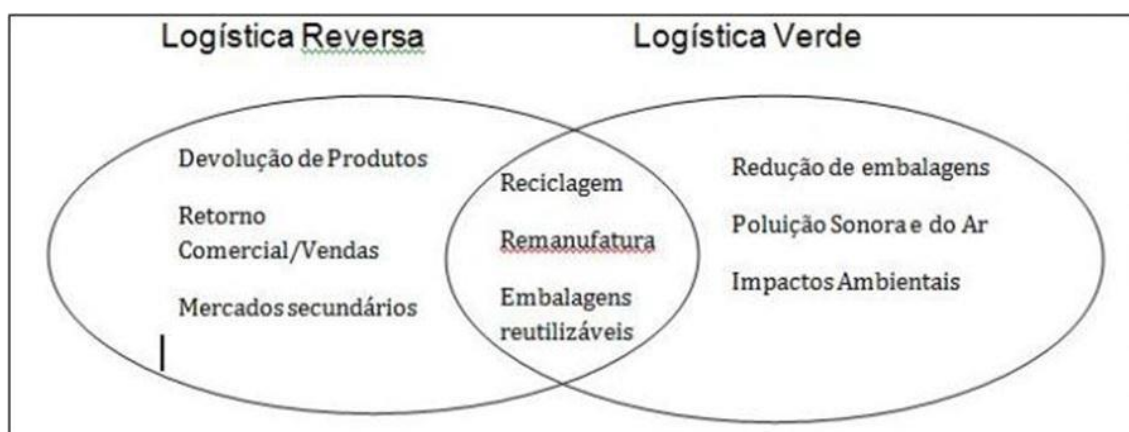 Logística Reversa
Logística Verde
Devolução de Produtos
Retorno
Comercial/Vendas
Mercados secundários
Reciclagem
Remanufatura
Embalagens
reutilizáveis
Redução de embalagens
Poluição Sonora e do Ar
Impactos Ambientais